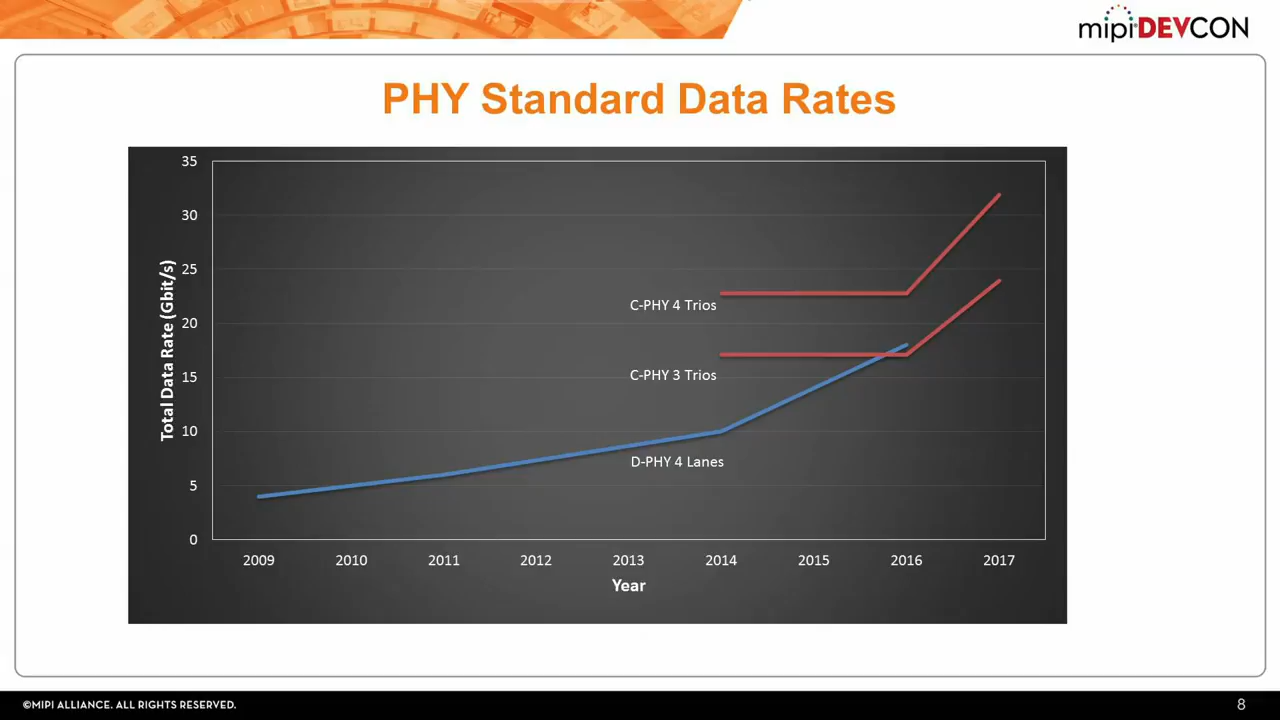 mipiDEVCON
PHY Standard Data Rates
35
30
25
20
15
10
5
0
Total Data Rate (Gbit/s)
C-PHY 4 Trios
C-PHY 3 Trios
D-PHY 4 Lanes
2009 2010 2011 2012 2013 2014 2015 2016 2017
Year
©MIPI ALLIANCE. ALL RIGHTS RESERVED.
8